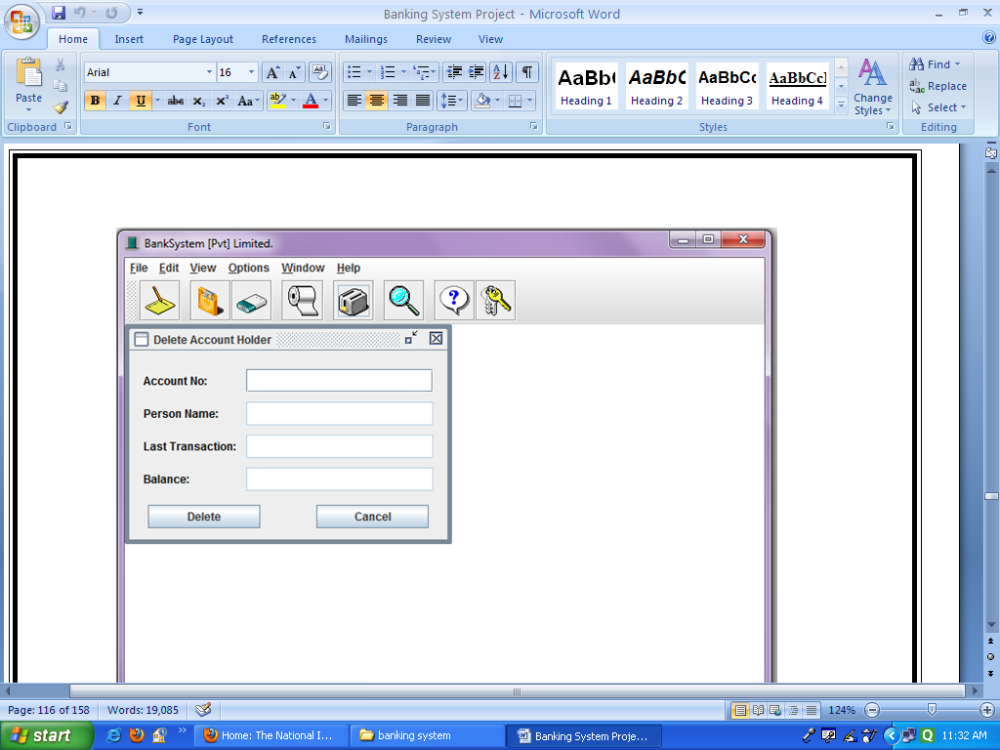 Banking System Project - Microsoft Word
Home Insert Page Layout References Mailings Review View
Arial 16
Paste
B I U abc x₂ x² Aa ab A
AaBbC AaBbC AaBbCc AaBbCcI
Heading 1 Heading 2 Heading 3 Heading 4
Change Styles
Find
Replace
Select
Clipboard Font Paragraph Styles Editing
BankSystem [Pvt] Limited.
File Edit View Options Window Help
Delete Account Holder
Account No:
Person Name:
Last Transaction:
Balance:
Delete Cancel
Page: 116 of 158 Words: 19,085 124%
start Home: The National I... banking system Banking System Proje... 11:32 AM